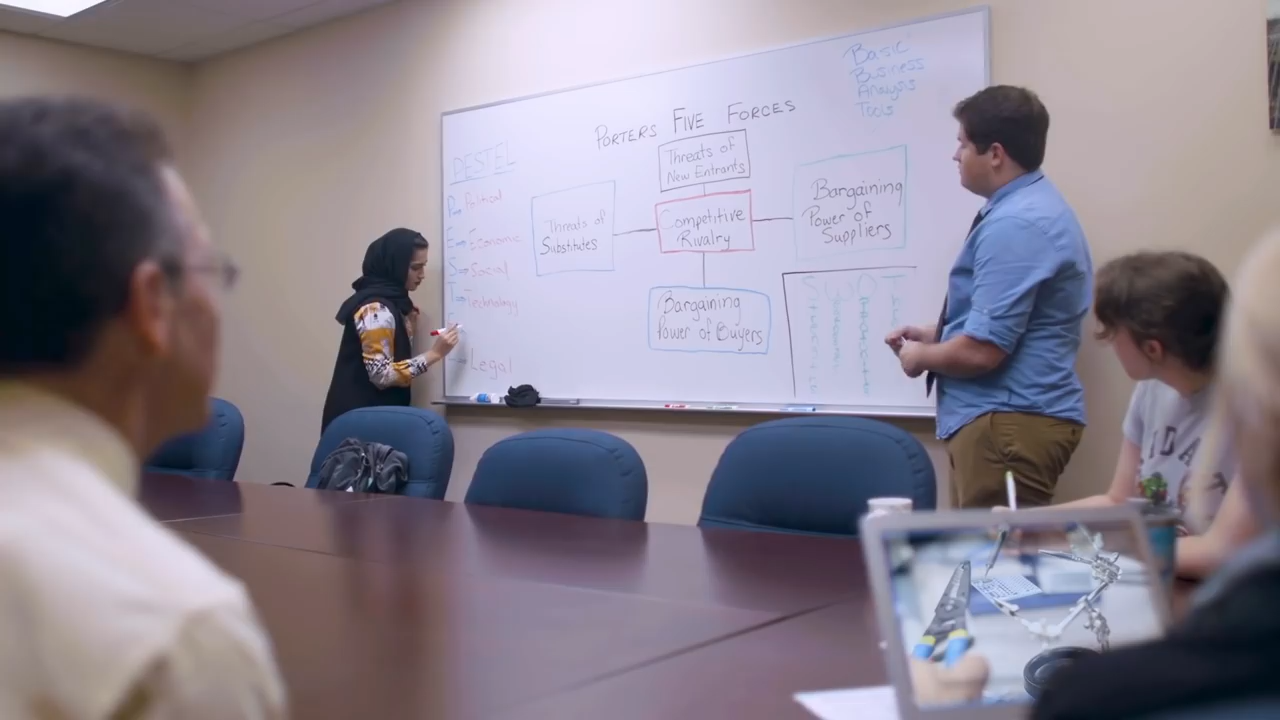 Basic
Business
Analysis
Tools
PORTERS FIVE FORCES
PESTEL
P→ Political
E→ Economic
S→ Social
T→ Technology
Legal
Threats of
New Entrants
Threats of
Substitutes
Competitive
Rivalry
Bargaining
Power of
Suppliers
Bargaining
Power of Buyers
S W O T